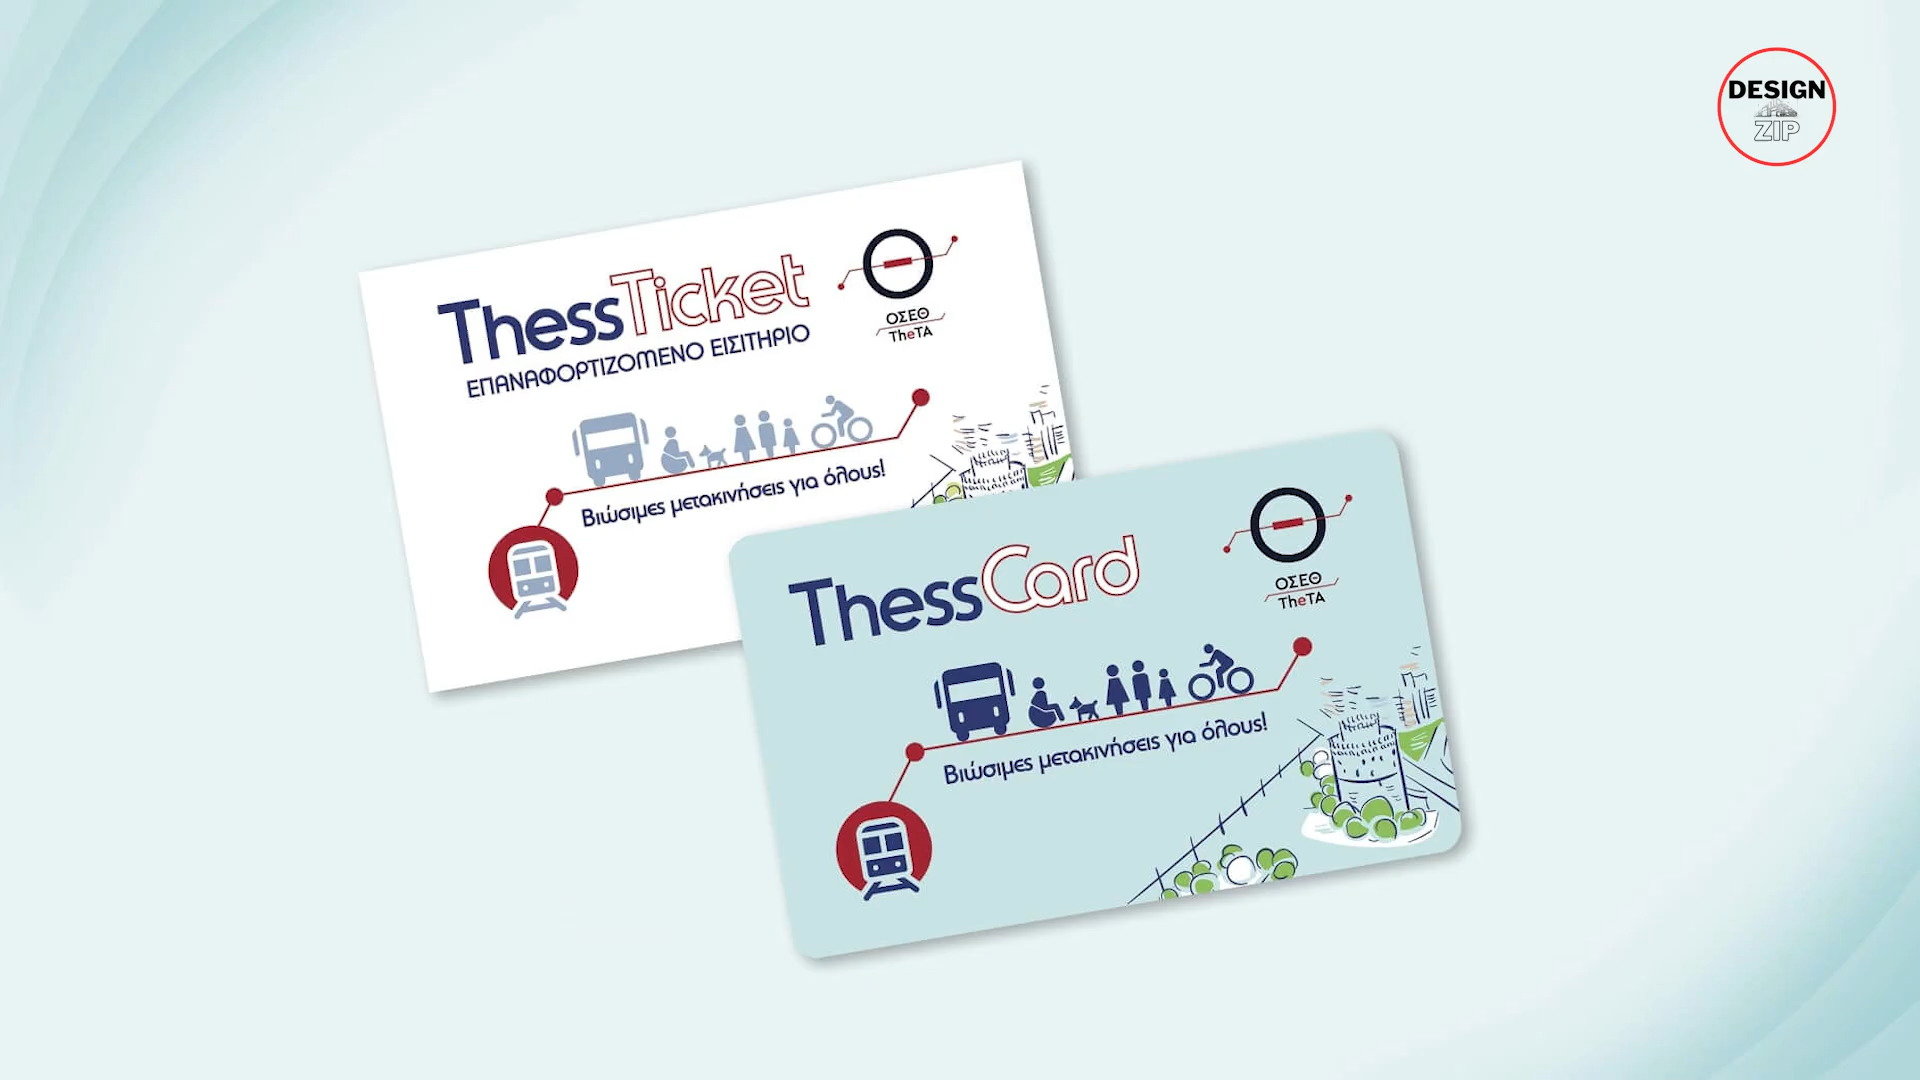 DESIGN
ZIP
ThessTicket
ΕΠΑΝΑΦΟΡΤΙΖΟΜΕΝΟ ΕΙΣΙΤΗΡΙΟ
ΟΣΕΘ
TheTA
Βιώσιμες μετακινήσεις για όλους!
ThessCard
ΟΣΕΘ
TheTA
Βιώσιμες μετακινήσεις για όλους!